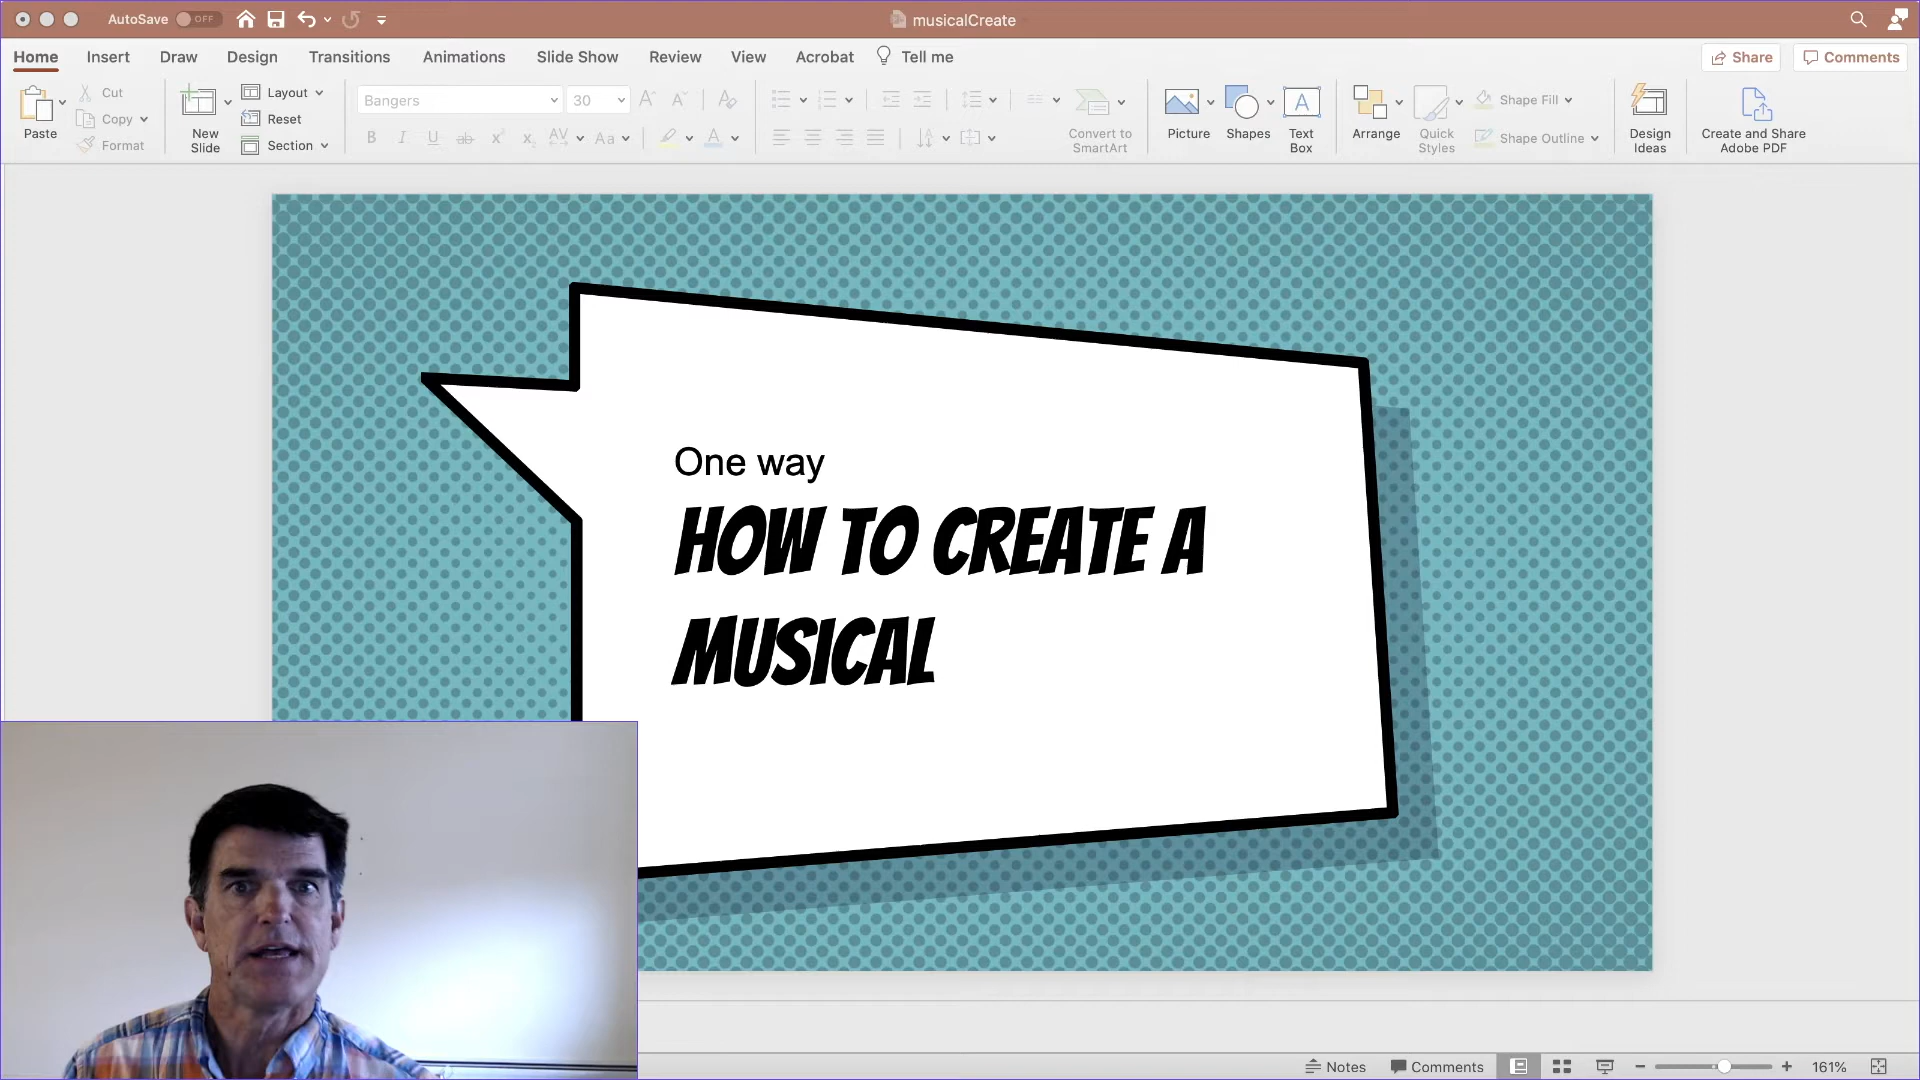 AutoSave OFF
musicalCreate
Home Insert Draw Design Transitions Animations Slide Show Review View Acrobat Tell me
Share Comments
Paste
Cut
Copy
Format
New
Slide
Layout
Reset
Section
Bangers 30
Convert to
SmartArt
Picture
Shapes
Text
Box
Arrange
Quick
Styles
Shape Fill
Shape Outline
Design
Ideas
Create and Share
Adobe PDF
One way
HOW TO CREATE A
MUSICAL
Notes Comments 161%